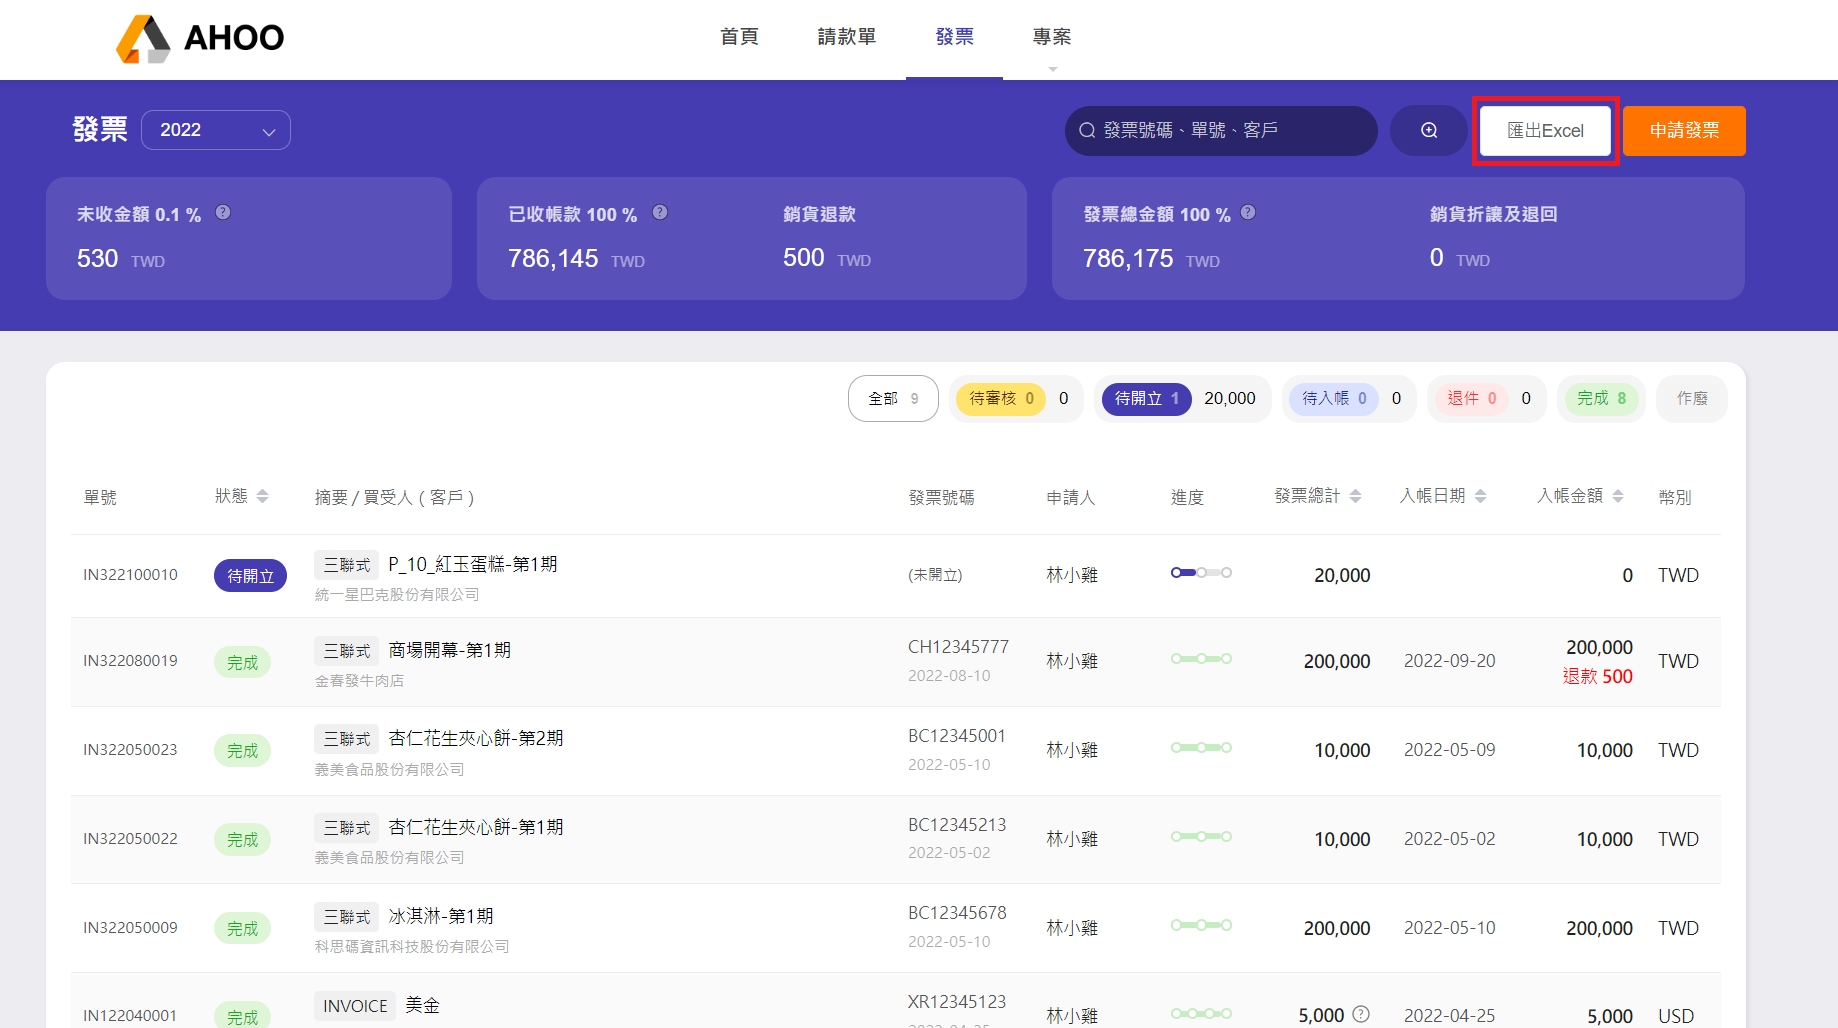 AHOO
首頁 請款單 發票 專案
發票 2022 發票號碼、單號、客戶 匯出Excel 申請發票
未收金額 0.1 % ? 已收帳款 100 % ? 銷貨退款 發票總金額 100 % ? 銷貨折讓及退回
530 TWD 786,145 TWD 500 TWD 786,175 TWD 0 TWD
全部 9 待審核 0 0 待開立 1 20,000 待入帳 0 0 退件 0 0 完成 8 作廢
單號 狀態 摘要 / 買受人 ( 客戶 ) 發票號碼 申請人 進度 發票總計 入帳日期 入帳金額 幣別
IN322100010 待開立 三聯式 P_10_紅玉蛋糕-第1期 (未開立) 林小雞 20,000 0 TWD
統一星巴克股份有限公司
IN322080019 完成 三聯式 商場開幕-第1期 CH12345777 林小雞 200,000 2022-09-20 200,000 TWD
金春發牛肉店 2022-08-10 退款 500
IN322050023 完成 三聯式 杏仁花生夾心餅-第2期 BC12345001 林小雞 10,000 2022-05-09 10,000 TWD
義美食品股份有限公司 2022-05-10
IN322050022 完成 三聯式 杏仁花生夾心餅-第1期 BC12345213 林小雞 10,000 2022-05-02 10,000 TWD
義美食品股份有限公司 2022-05-02
IN322050009 完成 三聯式 冰淇淋-第1期 BC12345678 林小雞 200,000 2022-05-10 200,000 TWD
科思碼資訊科技股份有限公司 2022-05-10
IN122040001 完成 INVOICE 美金 XR12345123 林小雞 5,000 ? 2022-04-25 5,000 USD